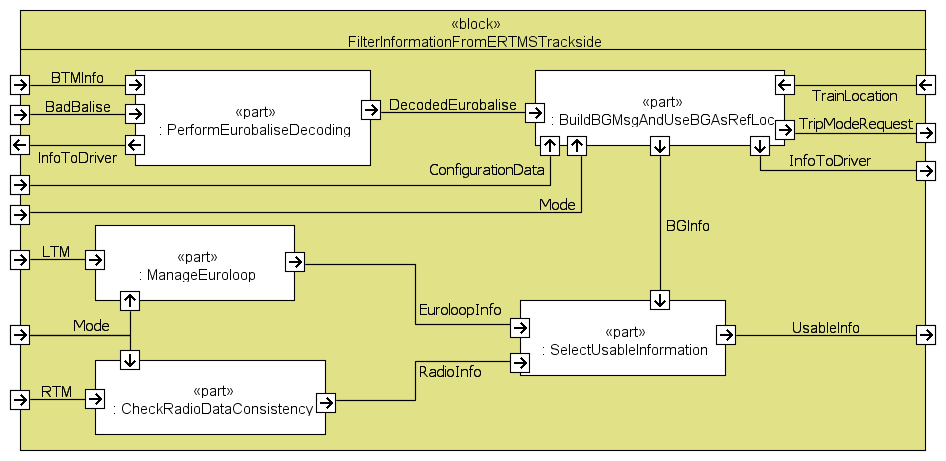 «block»
FilterInformationFromERTMSTrackside
BTMInfo
BadBalise
InfoToDriver
«part»
: PerformEurobaliseDecoding
DecodedEurobalise
«part»
: BuildBGMsgAndUseBGAsRefLoc
TrainLocation
TripModeRequest
InfoToDriver
ConfigurationData
Mode
BGInfo
LTM
«part»
: ManageEuroloop
EuroloopInfo
Mode
«part»
: SelectUsableInformation
UsableInfo
RadioInfo
RTM
«part»
: CheckRadioDataConsistency